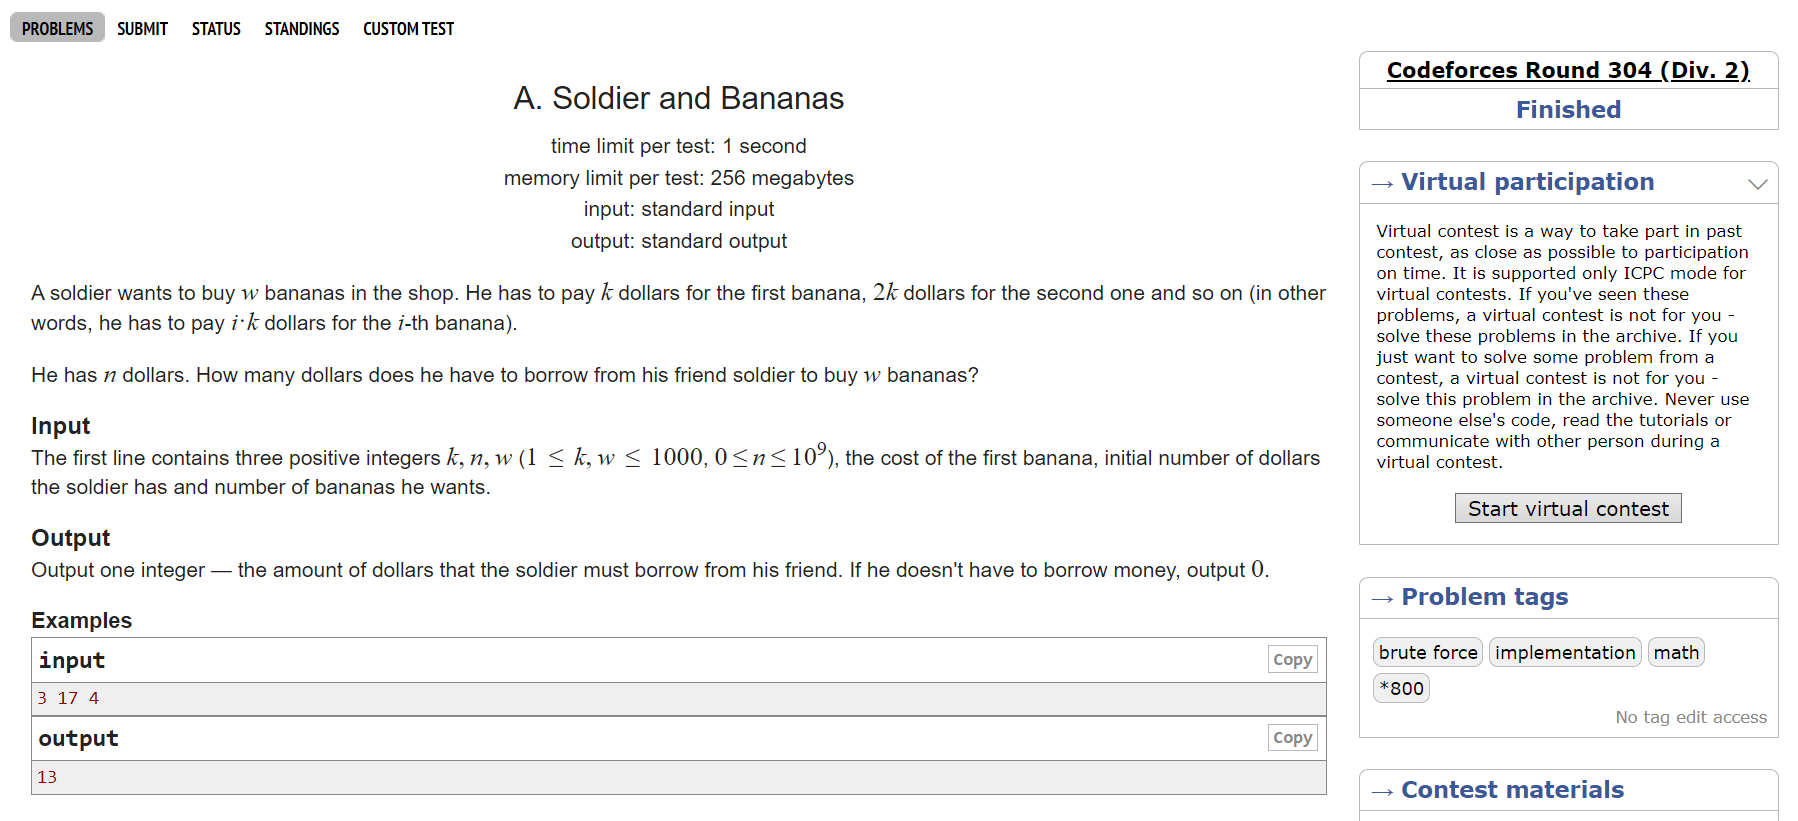 PROBLEMS SUBMIT STATUS STANDINGS CUSTOM TEST
A. Soldier and Bananas
time limit per test: 1 second
memory limit per test: 256 megabytes
input: standard input
output: standard output
A soldier wants to buy w bananas in the shop. He has to pay k dollars for the first banana, 2k dollars for the second one and so on (in other
words, he has to pay i·k dollars for the i-th banana).
He has n dollars. How many dollars does he have to borrow from his friend soldier to buy w bananas?
Input
The first line contains three positive integers k, n, w (1 ≤ k, w ≤ 1000, 0 ≤ n ≤ 10⁹), the cost of the first banana, initial number of dollars
the soldier has and number of bananas he wants.
Output
Output one integer — the amount of dollars that the soldier must borrow from his friend. If he doesn't have to borrow money, output 0.
Examples
input
Copy
3 17 4
output
Copy
13
Codeforces Round 304 (Div. 2)
Finished
→ Virtual participation
Virtual contest is a way to take part in past
contest, as close as possible to participation
on time. It is supported only ICPC mode for
virtual contests. If you've seen these
problems, a virtual contest is not for you -
solve these problems in the archive. If you
just want to solve some problem from a
contest, a virtual contest is not for you -
solve this problem in the archive. Never use
someone else's code, read the tutorials or
communicate with other person during a
virtual contest.
Start virtual contest
→ Problem tags
brute force implementation math
*800
No tag edit access
→ Contest materials